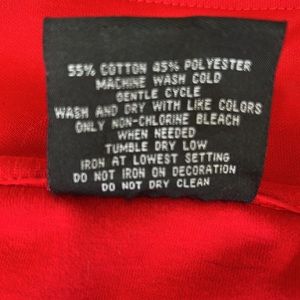 55% COTTON 45% POLYESTER
MACHINE WASH COLD
GENTLE CYCLE
WASH AND DRY WITH LIKE COLORS
ONLY NON-CHLORINE BLEACH
WHEN NEEDED
TUMBLE DRY LOW
IRON AT LOWEST SETTING
DO NOT IRON ON DECORATION
DO NOT DRY CLEAN